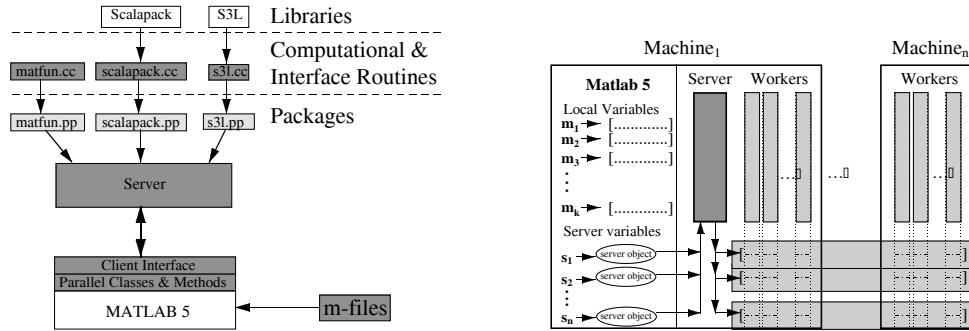 Scalapack
S3L
Libraries
Computational &
Interface Routines
matfun.cc
scalapack.cc
s3l.cc
Packages
matfun.pp
scalapack.pp
s3l.pp
Server
Client Interface
Parallel Classes & Methods
MATLAB 5
m-files
Machine1
Machinen
Matlab 5
Server
Workers
Workers
Local Variables
m1 [.............]
m2 [.............]
m3 [.............]
mk [.............]
...
...
...
Server variables
s1 server object
s2 server object
sn server object